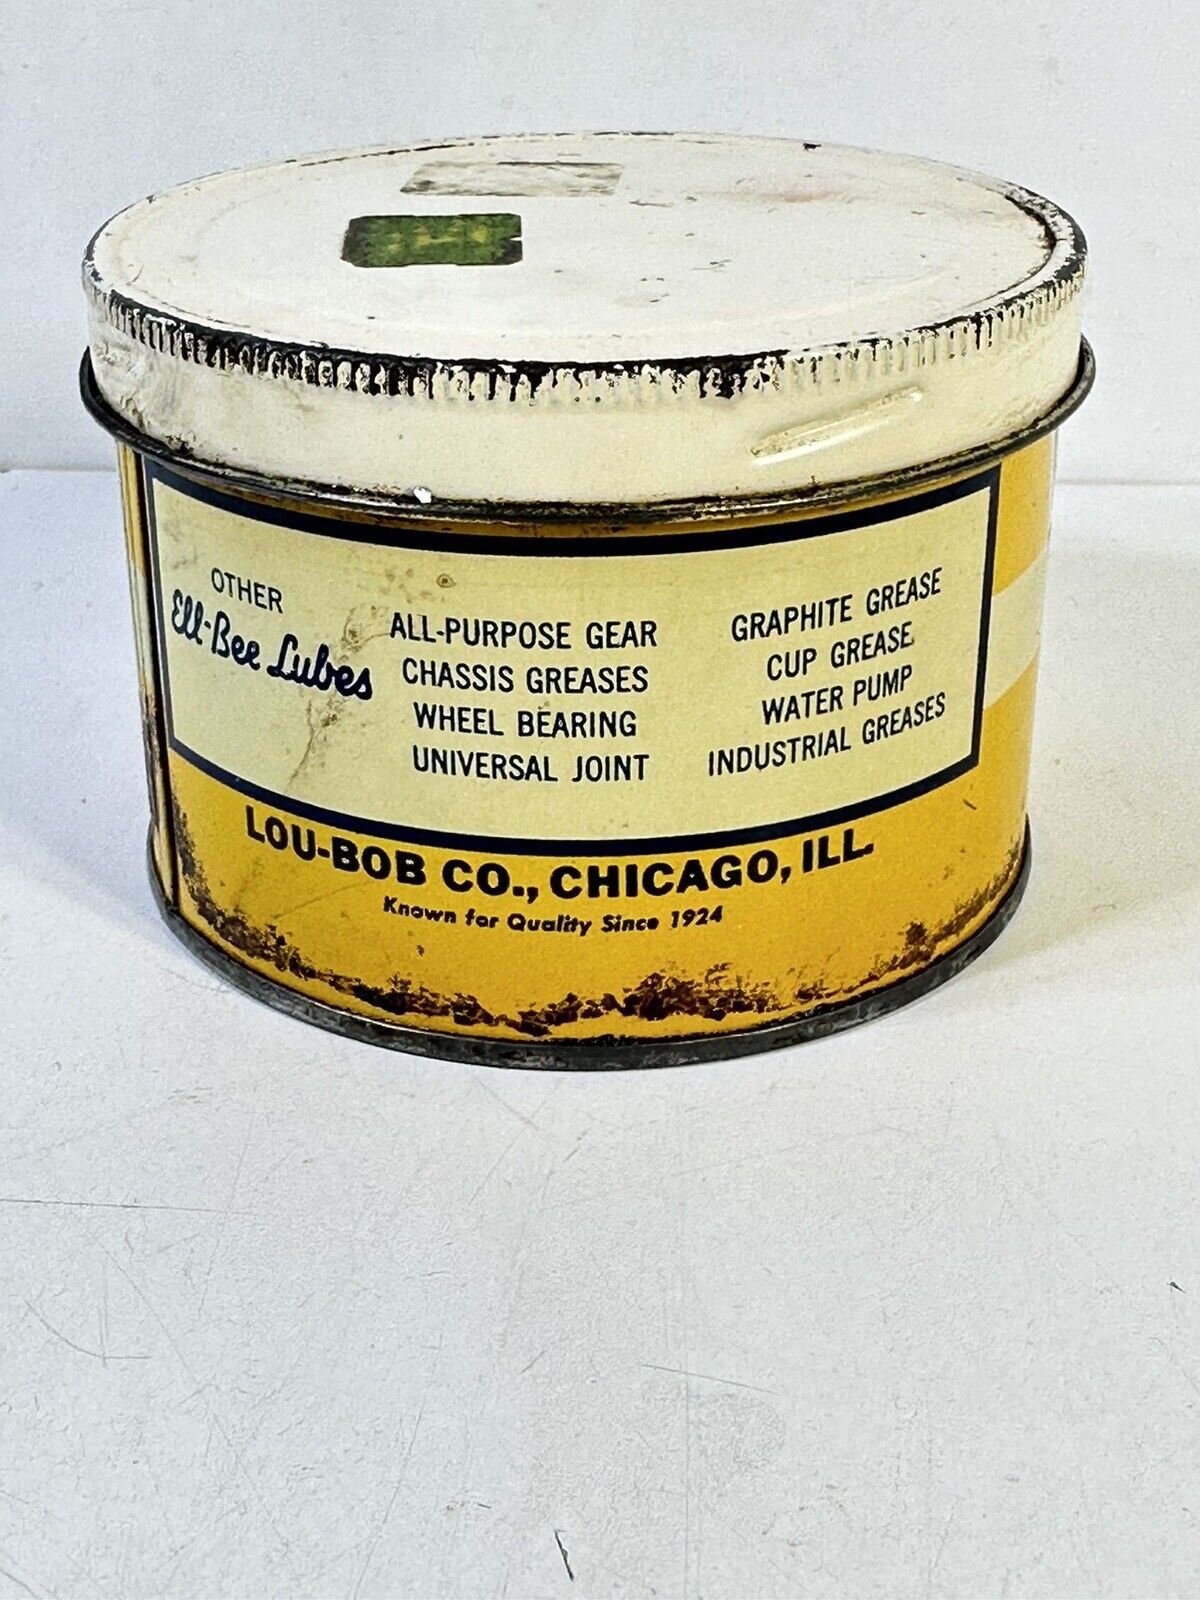 OTHER
Ell-Bee Lubes
ALL-PURPOSE GEAR
CHASSIS GREASES
WHEEL BEARING
UNIVERSAL JOINT
GRAPHITE GREASE
CUP GREASE
WATER PUMP
INDUSTRIAL GREASES
LOU-BOB CO., CHICAGO, ILL.
Known for Quality Since 1924